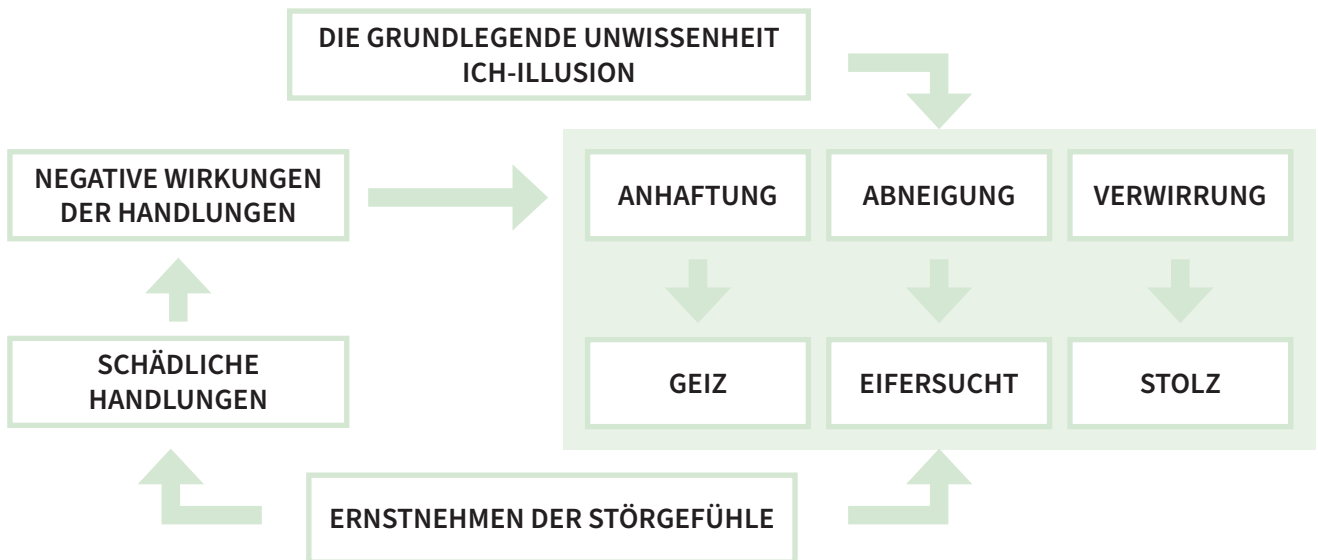 DIE GRUNDLEGENDE UNWISSENHEIT
ICH-ILLUSION
NEGATIVE WIRKUNGEN
DER HANDLUNGEN
ANHAFTUNG
ABNEIGUNG
VERWIRRUNG
SCHÄDLICHE
HANDLUNGEN
GEIZ
EIFERSUCHT
STOLZ
ERNSTNEHMEN DER STÖRGEFÜHLE